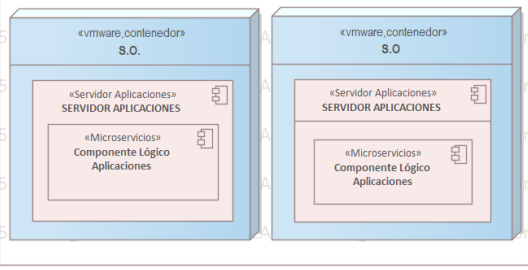 «vmware,contenedor»
S.O.
«Servidor Aplicaciones»
SERVIDOR APLICACIONES
«Microservicios»
Componente Lógico
Aplicaciones
«vmware,contenedor»
S.O
«Servidor Aplicaciones»
SERVIDOR APLICACIONES
«Microservicios»
Componente Lógico
Aplicaciones